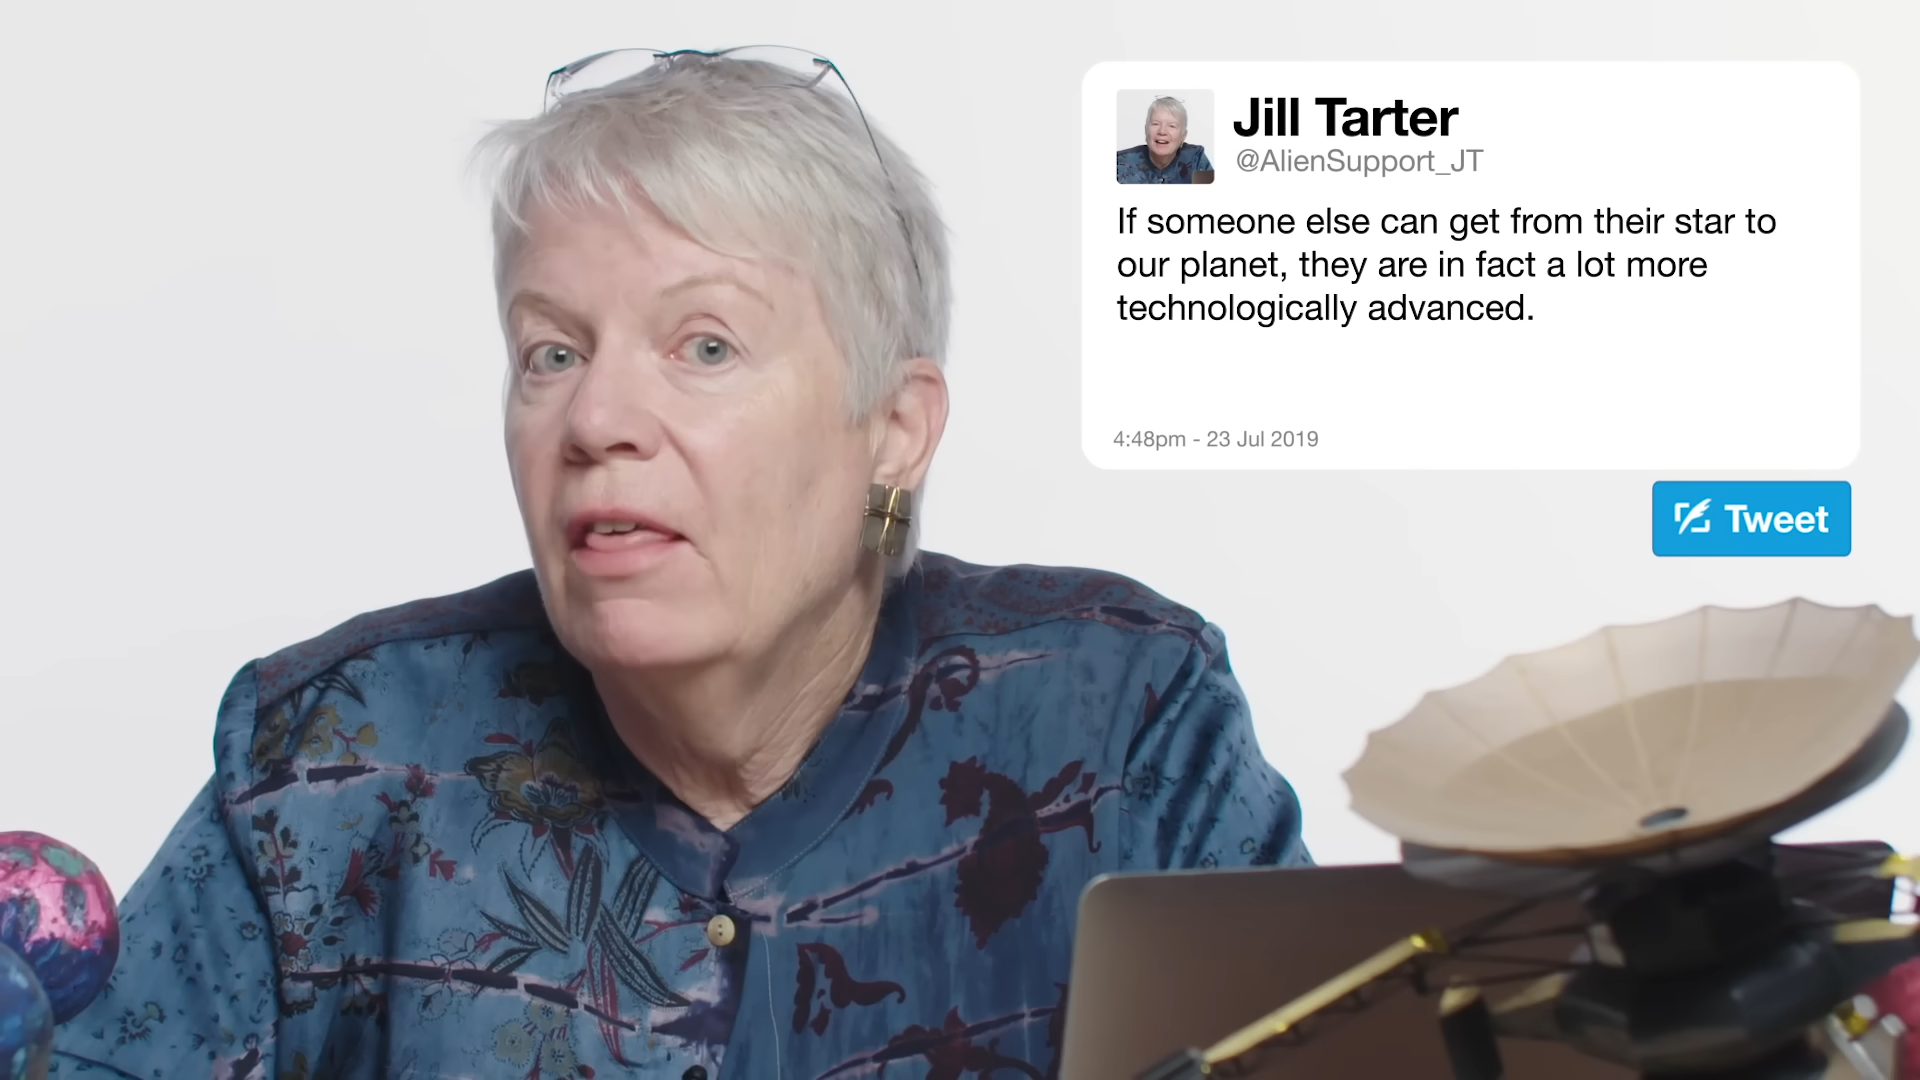 Jill Tarter
@AlienSupport_JT
If someone else can get from their star to
our planet, they are in fact a lot more
technologically advanced.
4:48pm - 23 Jul 2019
Tweet